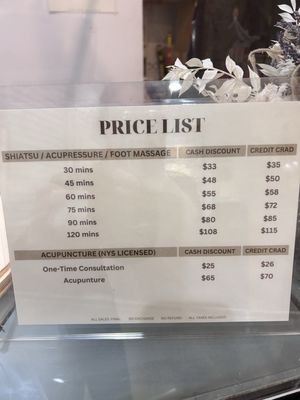 PRICE LIST
SHIATSU / ACUPRESSURE / FOOT MASSAGE CASH DISCOUNT CREDIT CRAD
30 mins $33 $35
45 mins $48 $50
60 mins $55 $58
75 mins $68 $72
90 mins $80 $85
120 mins $108 $115
ACUPUNCTURE (NYS LICENSED) CASH DISCOUNT CREDIT CRAD
One-Time Consultation $25 $26
Acupunture $65 $70
ALL SALES FINAL NO EXCHANGE NO REFUND ALL TAXES INCLUDED